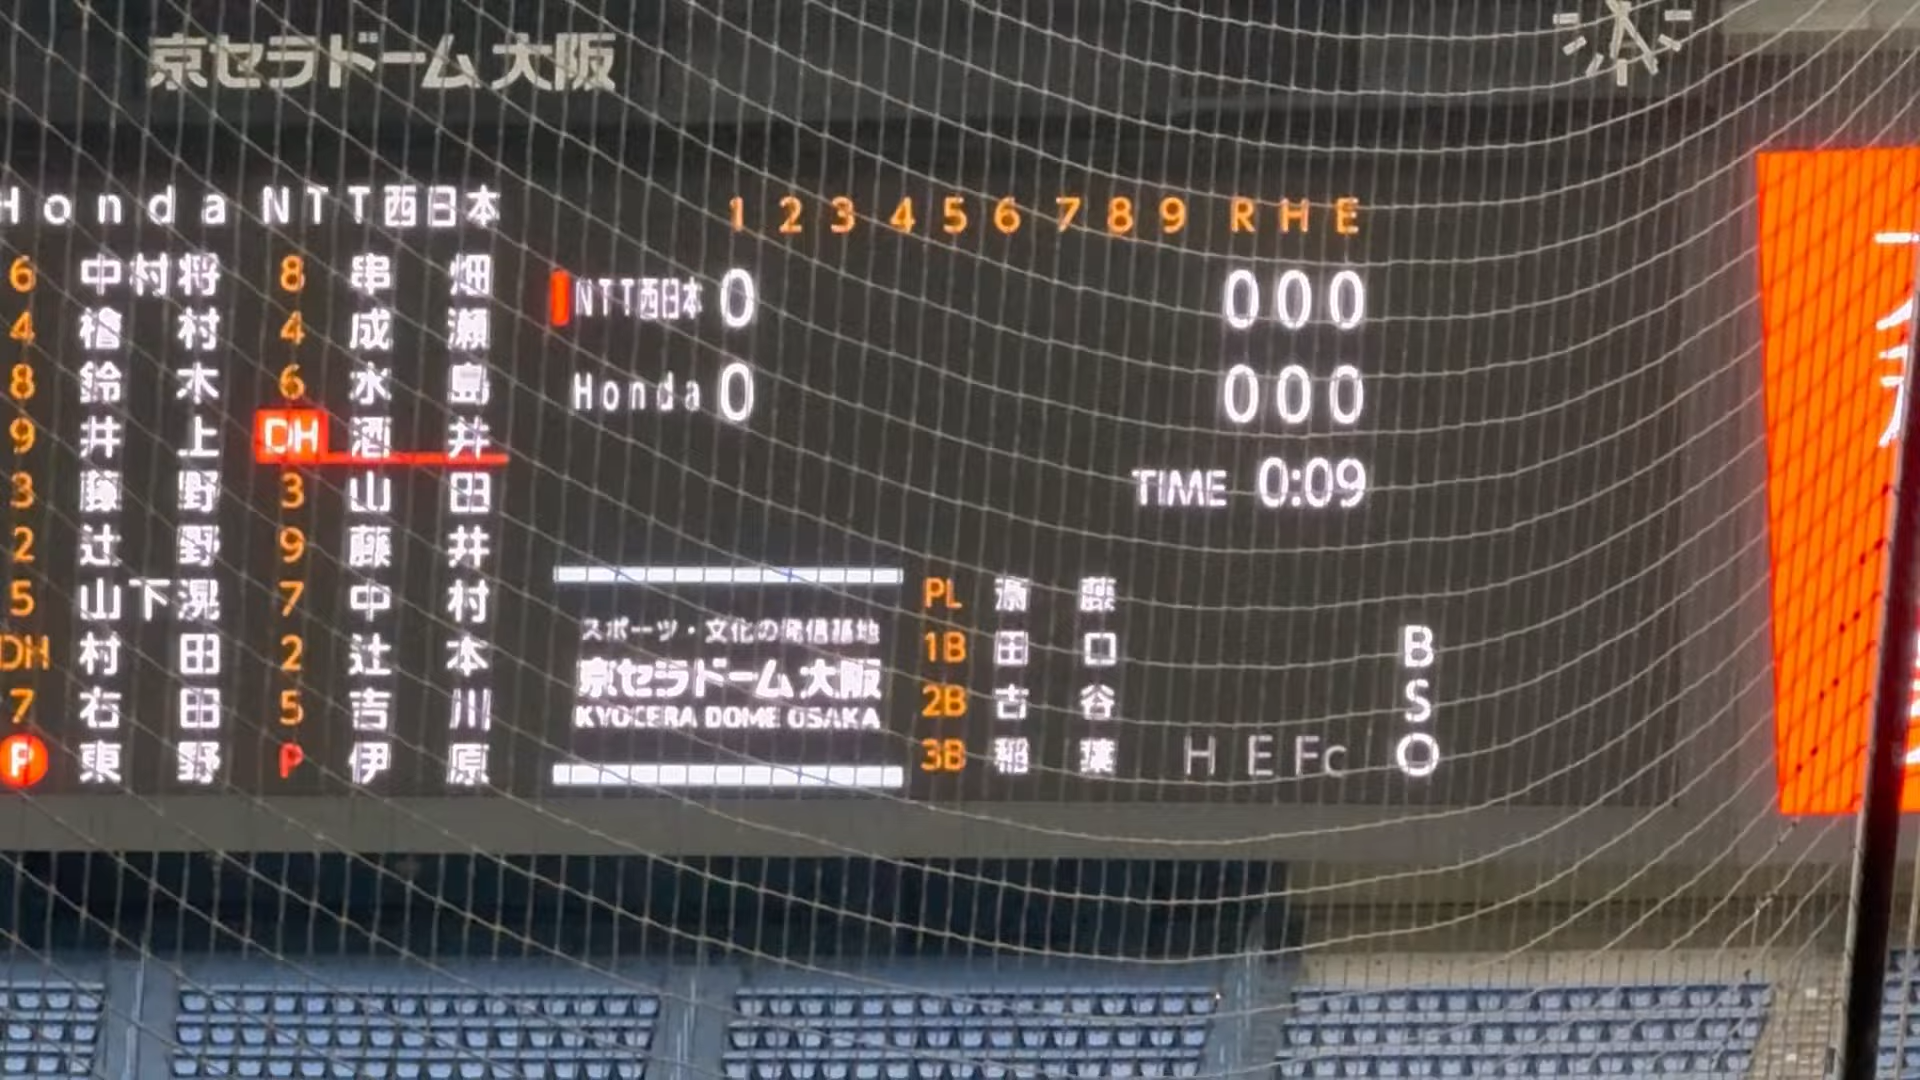 京セラドーム大阪
Honda NTT西日本
6 中村将 8 串畑
4 檜村 4 成瀬
8 鈴木 6 水島
9 井上 DH 酒井
3 藤野 3 山田
2 辻野 9 藤井
5 山下滉 7 中村
DH 村田 2 辻本
7 右田 5 吉川
P 東野 P 伊原
1 2 3 4 5 6 7 8 9 R H E
NTT西日本 0 0 0 0
Honda 0 0 0 0
TIME 0:09
スポーツ・文化の発信基地
京セラドーム大阪
KYOCERA DOME OSAKA
PL 斎藤
1B 田口
2B 古谷
3B 稲葉
H E Fc
B
S
O